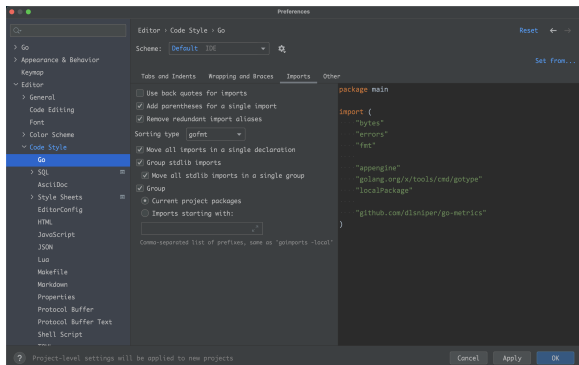 Preferences
Go
Appearance & Behavior
Keymap
Editor
General
Code Editing
Font
Color Scheme
Code Style
Go
SQL
AsciiDoc
Style Sheets
EditorConfig
HTML
JavaScript
JSON
Lua
Makefile
Markdown
Properties
Protocol Buffer
Protocol Buffer Text
Shell Script
Editor › Code Style › Go
Reset
Scheme: Default IDE
Set from...
Tabs and Indents Wrapping and Braces Imports Other
Use back quotes for imports
Add parentheses for a single import
Remove redundant import aliases
Sorting type gofmt
Move all imports in a single declaration
Group stdlib imports
Move all stdlib imports in a single group
Group
Current project packages
Imports starting with:
Comma-separated list of prefixes, same as 'goimports -local'
package main
import (
"bytes"
"errors"
"fmt"
"appengine"
"golang.org/x/tools/cmd/gotype"
"localPackage"
"github.com/dlsniper/go-metrics"
)
? Project-level settings will be applied to new projects
Cancel Apply OK